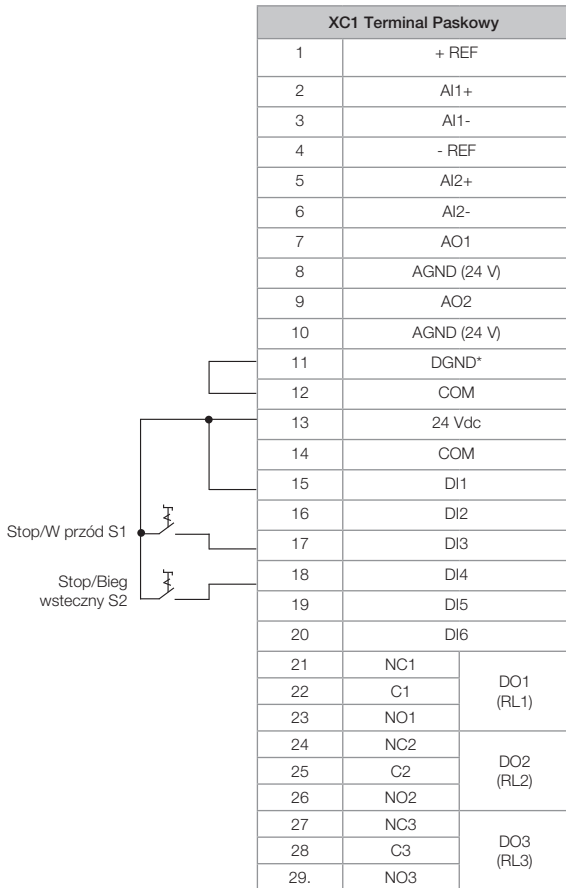 XC1 Terminal Paskowy
1 + REF
2 AI1+
3 AI1-
4 - REF
5 AI2+
6 AI2-
7 AO1
8 AGND (24 V)
9 AO2
10 AGND (24 V)
11 DGND*
12 COM
13 24 Vdc
14 COM
15 DI1
16 DI2
Stop/W przód S1
17 DI3
18 DI4
Stop/Bieg
wsteczny S2
19 DI5
20 DI6
21 NC1
22 C1
23 NO1
DO1
(RL1)
24 NC2
25 C2
26 NO2
DO2
(RL2)
27 NC3
28 C3
29. NO3
DO3
(RL3)